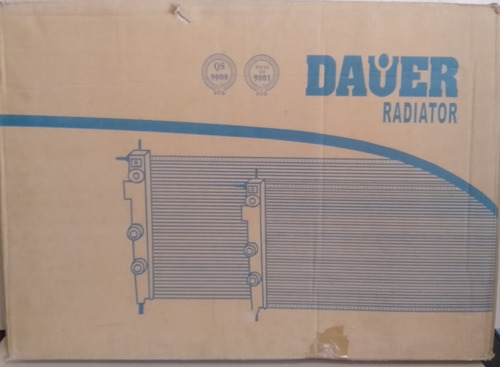 QS
9000
9001
DAUER
RADIATOR